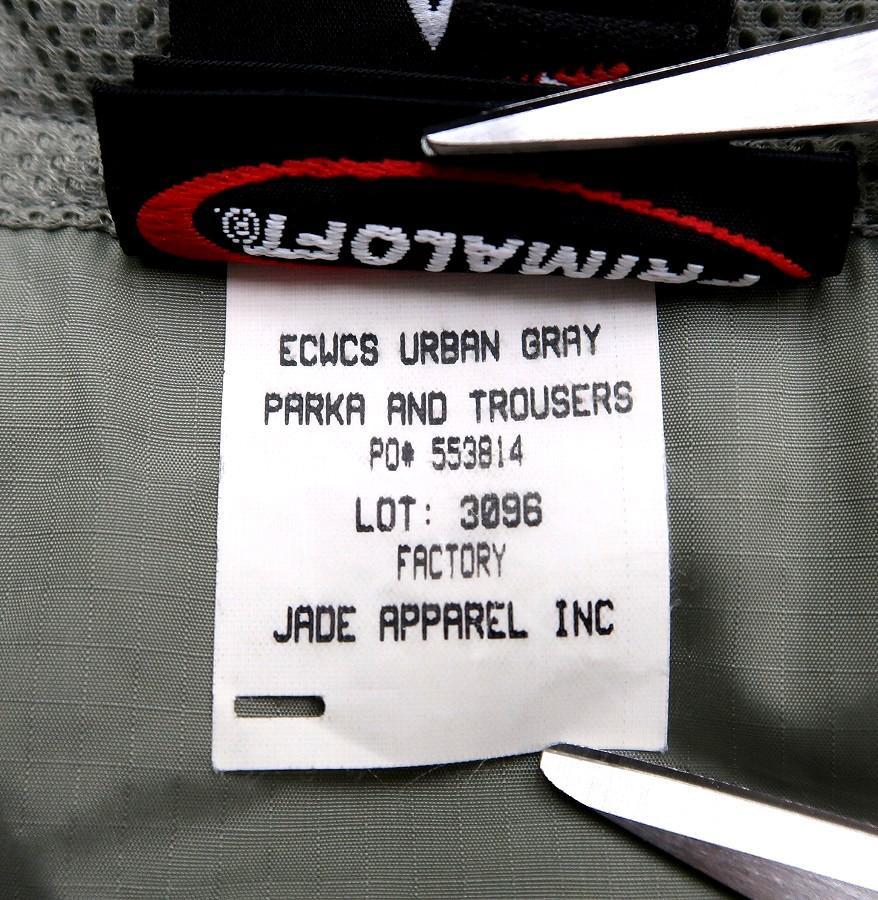 PRIMALOFT®
ECWCS URBAN GRAY
PARKA AND TROUSERS
PO# 553814
LOT: 3096
FACTORY
JADE APPAREL INC